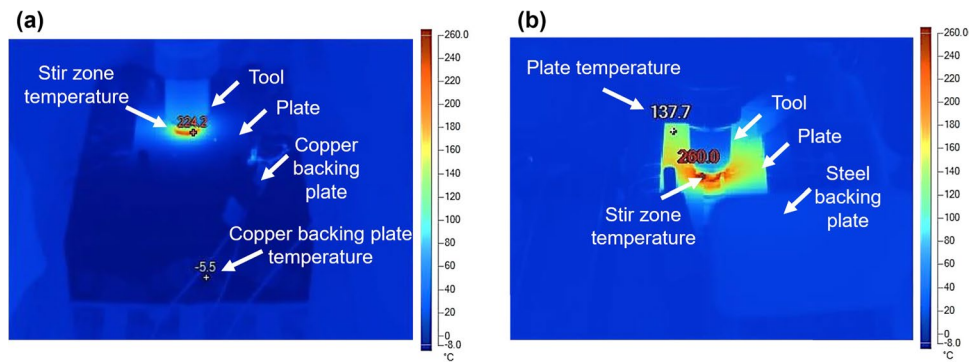 (a)
Stir zone
temperature
Tool
224.2
Plate
Copper
backing
plate
Copper backing plate
temperature
-5.5
260.0
240
220
200
180
160
140
120
100
80
60
40
20
0
-8.0
°C
(b)
Plate temperature
137.7
Tool
Plate
260.0
Steel
backing
plate
Stir zone
temperature
260.0
240
220
200
180
160
140
120
100
80
60
40
20
0
-8.0
°C